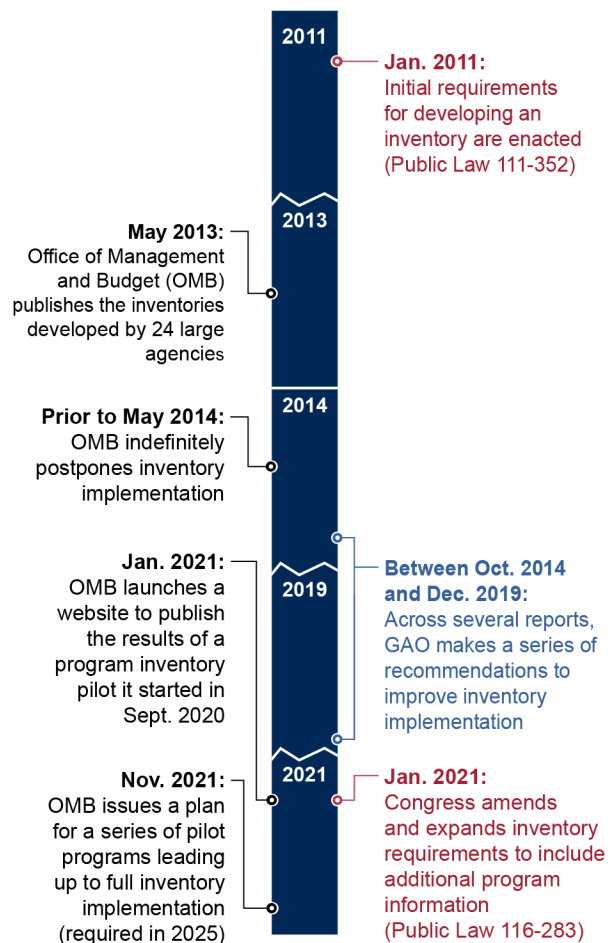 2011
Jan. 2011:
Initial requirements
for developing an
inventory are enacted
(Public Law 111-352)
2013
May 2013:
Office of Management
and Budget (OMB)
publishes the inventories
developed by 24 large
agencies
2014
Prior to May 2014:
OMB indefinitely
postpones inventory
implementation
Between Oct. 2014
and Dec. 2019:
Across several reports,
GAO makes a series of
recommendations to
improve inventory
implementation
2019
Jan. 2021:
OMB launches a
website to publish
the results of a
program inventory
pilot it started in
Sept. 2020
2021
Jan. 2021:
Congress amends
and expands inventory
requirements to include
additional program
information
(Public Law 116-283)
Nov. 2021:
OMB issues a plan
for a series of pilot
programs leading
up to full inventory
implementation
(required in 2025)